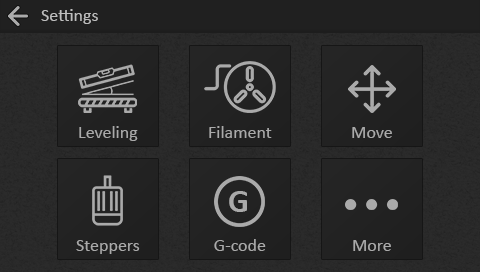 Settings
Leveling
Filament
Move
Steppers
G
G-code
More